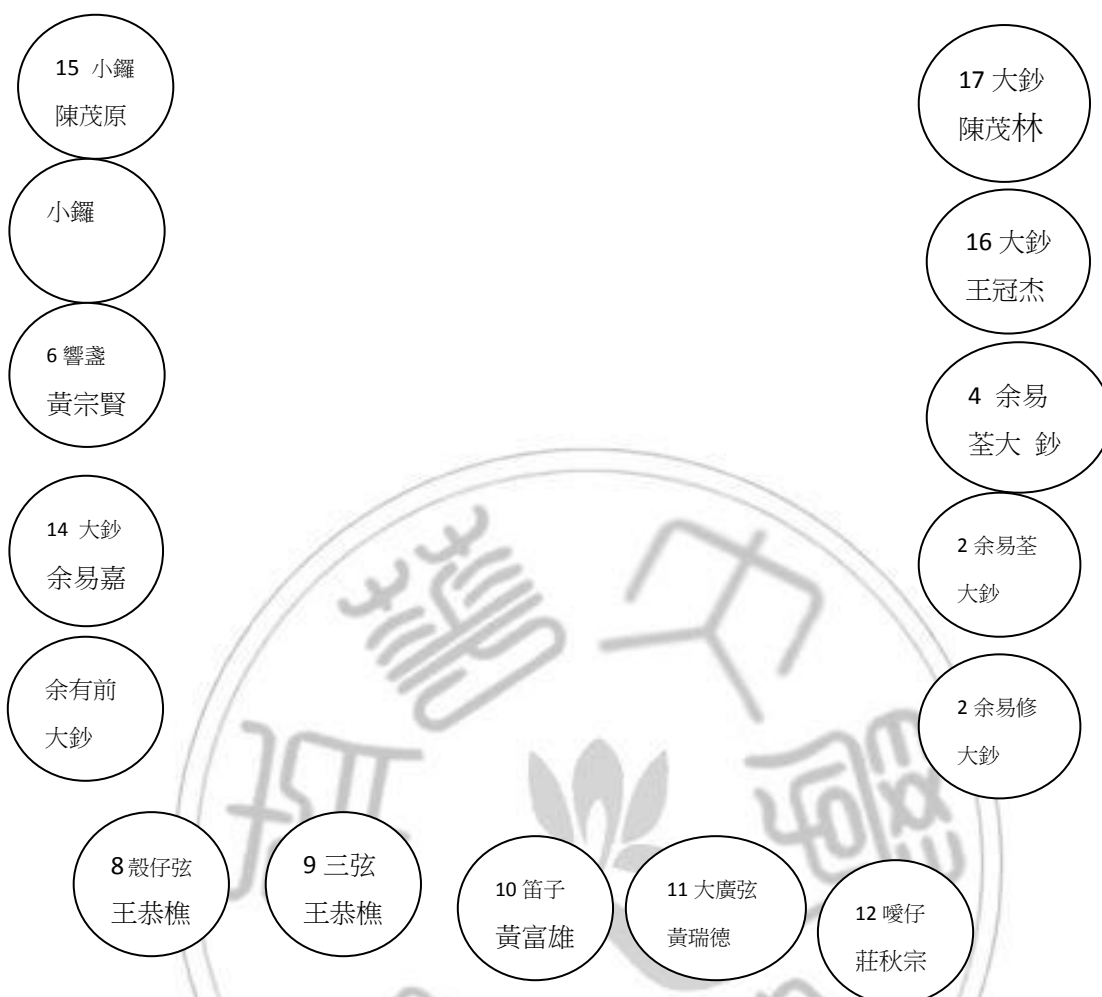 15 小鑼
陳茂原
小鑼
6 響盞
黃宗賢
14 大鈔
余易嘉
余有前
大鈔
17 大鈔
陳茂林
16 大鈔
王冠杰
4 余易
荃大 鈔
2 余易荃
大鈔
2 余易修
大鈔
8 殼仔弦
王恭樵
9 三弦
王恭樵
10 笛子
黃富雄
11 大廣弦
黃瑞德
12 噯仔
莊秋宗